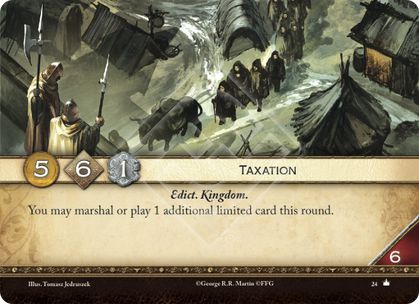 5 6 1 TAXATION
Edict. Kingdom.
You may marshal or play 1 additional limited card this round.
6
Illus. Tomasz Jedruszek ©George R.R. Martin ©FFG 24